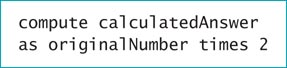 compute calculatedAnswer
as originalNumber times 2